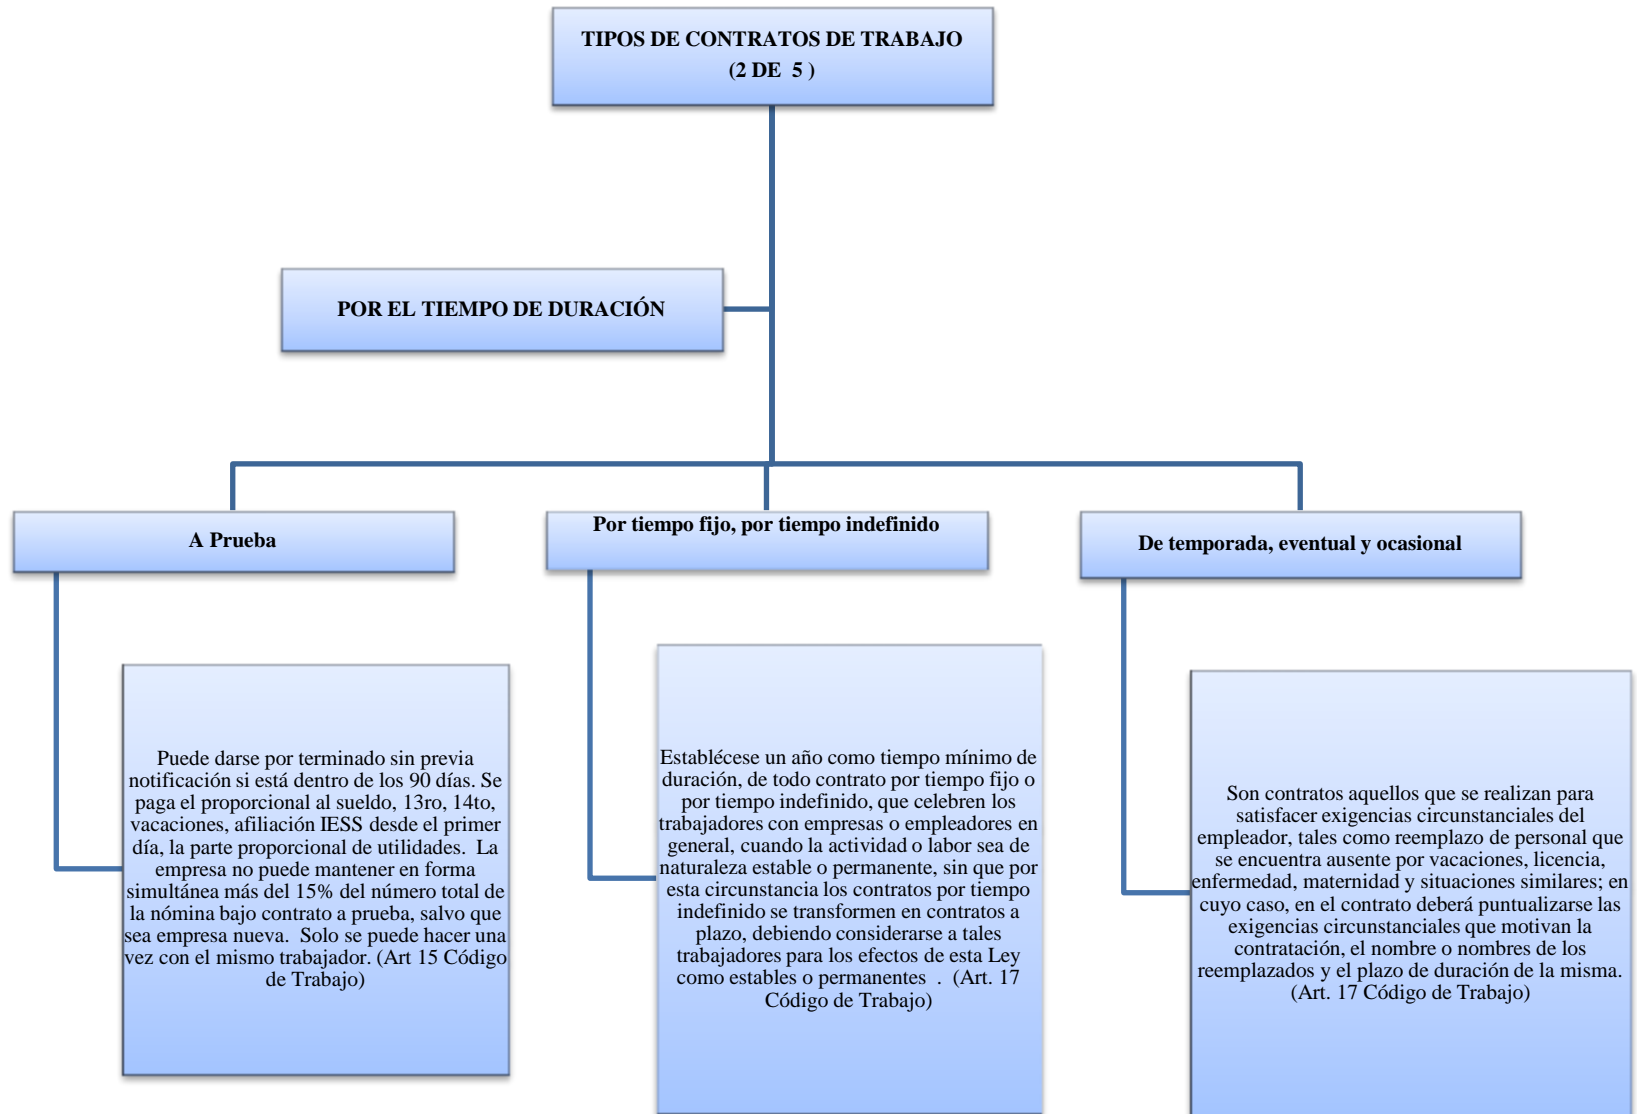 TIPOS DE CONTRATOS DE TRABAJO
(2 DE 5 )
POR EL TIEMPO DE DURACIÓN
A Prueba
Por tiempo fijo, por tiempo indefinido
De temporada, eventual y ocasional
Puede darse por terminado sin previa
notificación si está dentro de los 90 días. Se
paga el proporcional al sueldo, 13ro, 14to,
vacaciones, afiliación IESS desde el primer
día, la parte proporcional de utilidades. La
empresa no puede mantener en forma
simultánea más del 15% del número total de
la nómina bajo contrato a prueba, salvo que
sea empresa nueva. Solo se puede hacer una
vez con el mismo trabajador. (Art 15 Código
de Trabajo)
Establécese un año como tiempo mínimo de
duración, de todo contrato por tiempo fijo o
por tiempo indefinido, que celebren los
trabajadores con empresas o empleadores en
general, cuando la actividad o labor sea de
naturaleza estable o permanente, sin que por
esta circunstancia los contratos por tiempo
indefinido se transformen en contratos a
plazo, debiendo considerarse a tales
trabajadores para los efectos de esta Ley
como estables o permanentes . (Art. 17
Código de Trabajo)
Son contratos aquellos que se realizan para
satisfacer exigencias circunstanciales del
empleador, tales como reemplazo de personal que
se encuentra ausente por vacaciones, licencia,
enfermedad, maternidad y situaciones similares; en
cuyo caso, en el contrato deberá puntualizarse las
exigencias circunstanciales que motivan la
contratación, el nombre o nombres de los
reemplazados y el plazo de duración de la misma.
(Art. 17 Código de Trabajo)